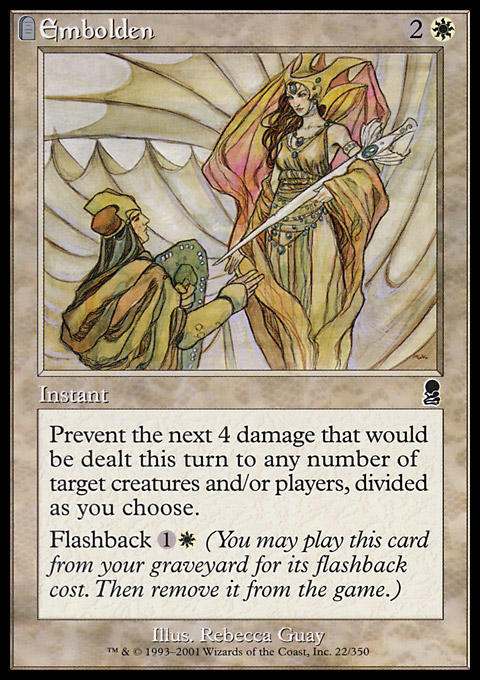 Embolden 2
Instant
Prevent the next 4 damage that would
be dealt this turn to any number of
target creatures and/or players, divided
as you choose.
Flashback 1 (You may play this card
from your graveyard for its flashback
cost. Then remove it from the game.)
Illus. Rebecca Guay
™ & © 1993–2001 Wizards of the Coast, Inc. 22/350